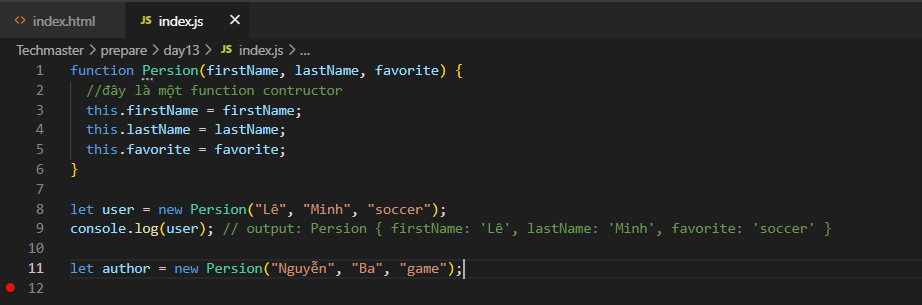 index.html JS index.js
Techmaster > prepare > day13 > JS index.js > ...
1 function Persion(firstName, lastName, favorite) {
2 //đây là một function contructor
3 this.firstName = firstName;
4 this.lastName = lastName;
5 this.favorite = favorite;
6 }
7
8 let user = new Persion("Lê", "Minh", "soccer");
9 console.log(user); // output: Persion { firstName: 'Lê', lastName: 'Minh', favorite: 'soccer' }
10
11 let author = new Persion("Nguyễn", "Ba", "game");
12